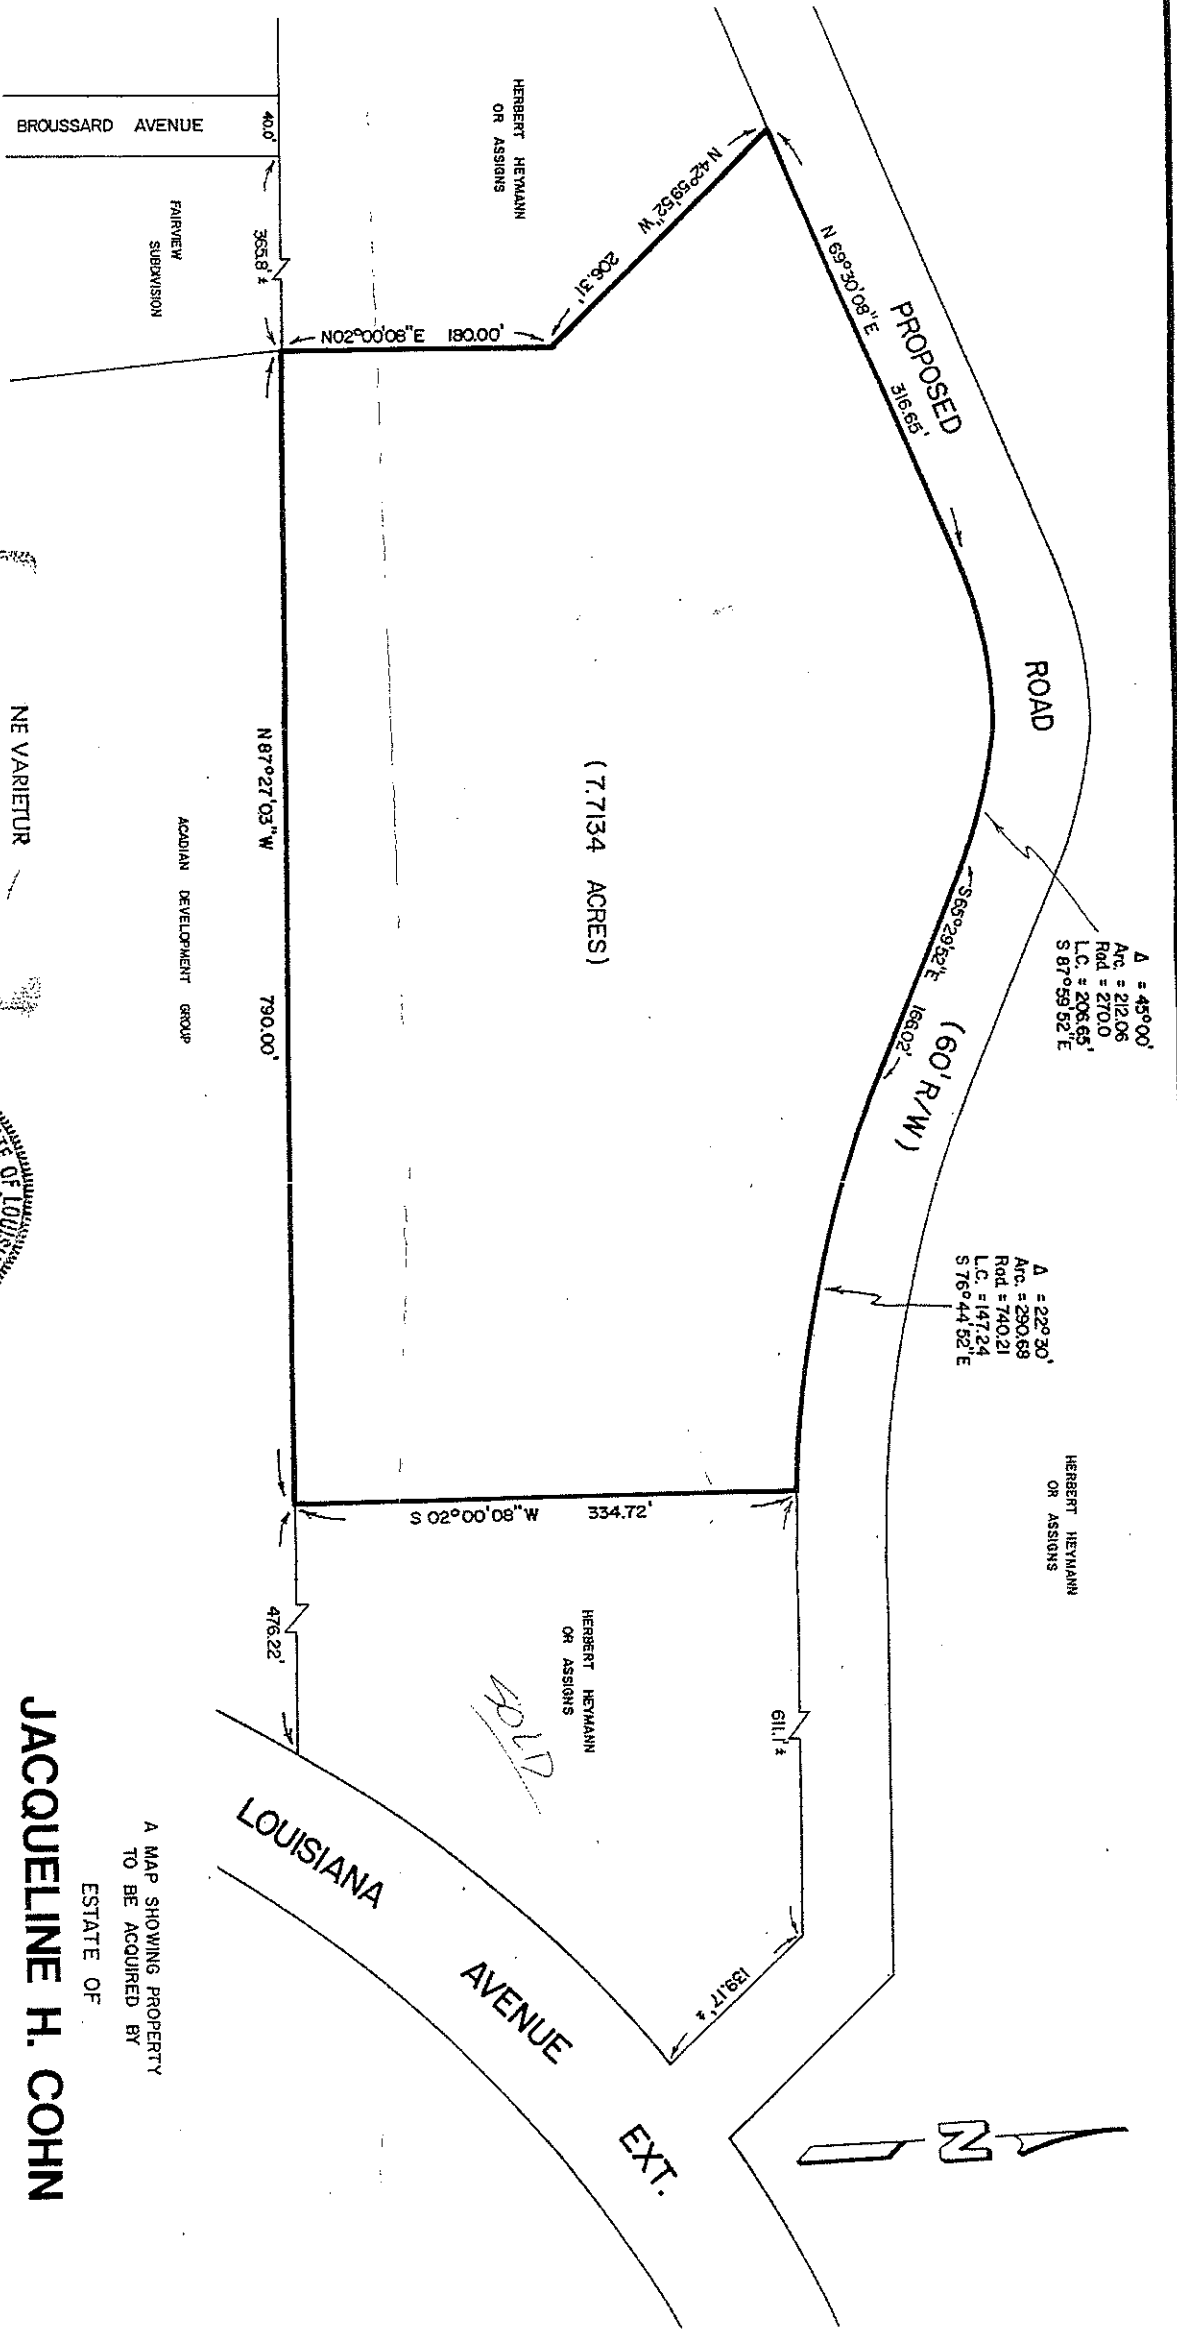 PROPOSED
ROAD
(60' R/W)
Δ = 45°00'
Arc. = 212.06
Rad = 270.0
L.C. = 206.65'
S 87°59'52"E
Δ = 22°30'
Arc. = 290.68
Rad. = 740.21
L.C. = 147.24
S 76°44'52"E
HERBERT HEYMANN
OR ASSIGNS
N 69°30'08"E 316.65'
S65°29'52"E 166.02'
HERBERT HEYMANN
OR ASSIGNS
N 42°59'52" W 206.31'
N02°00'08"E 180.00'
(7.7134 ACRES)
S 02°00'08"W 334.72'
611.1'±
139.17'±
HERBERT HEYMANN
OR ASSIGNS
SOLD
40.0'
365.8'±
N87°27'03"W 790.00'
476.22'
BROUSSARD AVENUE
FAIRVIEW
SUBDIVISION
ACADIAN DEVELOPMENT GROUP
LOUISIANA AVENUE EXT.
N
NE VARIETUR
OF LOUIS
A MAP SHOWING PROPERTY
TO BE ACQUIRED BY
ESTATE OF
JACQUELINE H. COHN